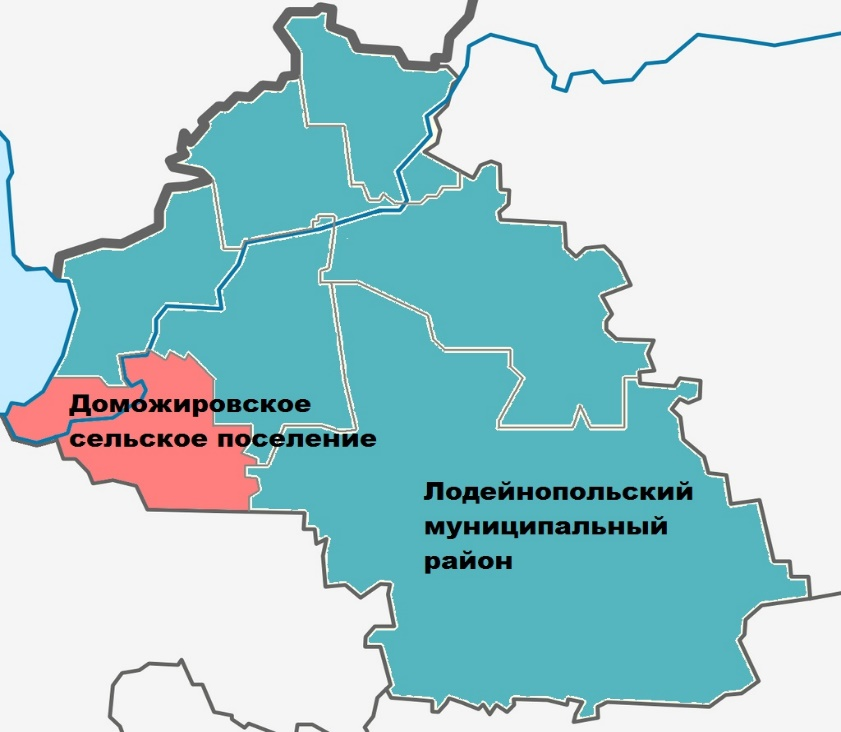 Доможировское
сельское поселение
Лодейнопольский
муниципальный
район